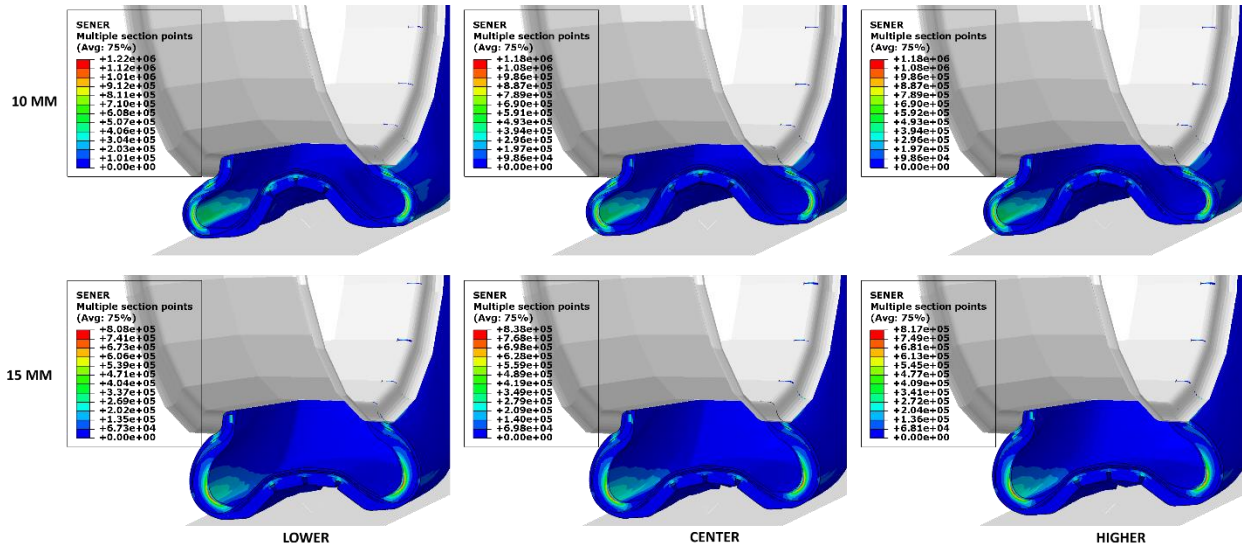 SENER
Multiple section points
(Avg: 75%)
+1.22e+06
+1.12e+06
+1.01e+06
+9.12e+05
+8.11e+05
+7.10e+05
+6.08e+05
+5.07e+05
+4.06e+05
+3.04e+05
+2.03e+05
+1.01e+05
+0.00e+00
SENER
Multiple section points
(Avg: 75%)
+1.18e+06
+1.08e+06
+9.86e+05
+8.87e+05
+7.89e+05
+6.90e+05
+5.91e+05
+4.93e+05
+3.94e+05
+2.96e+05
+1.97e+05
+9.86e+04
+0.00e+00
SENER
Multiple section points
(Avg: 75%)
+1.18e+06
+1.08e+06
+9.86e+05
+8.87e+05
+7.89e+05
+6.90e+05
+5.92e+05
+4.93e+05
+3.94e+05
+2.96e+05
+1.97e+05
+9.86e+04
+0.00e+00
10 MM
SENER
Multiple section points
(Avg: 75%)
+8.08e+05
+7.41e+05
+6.73e+05
+6.06e+05
+5.39e+05
+4.71e+05
+4.04e+05
+3.37e+05
+2.69e+05
+2.02e+05
+1.35e+05
+6.73e+04
+0.00e+00
SENER
Multiple section points
(Avg: 75%)
+8.38e+05
+7.68e+05
+6.98e+05
+6.28e+05
+5.59e+05
+4.89e+05
+4.19e+05
+3.49e+05
+2.79e+05
+2.09e+05
+1.40e+05
+6.98e+04
+0.00e+00
SENER
Multiple section points
(Avg: 75%)
+8.17e+05
+7.49e+05
+6.81e+05
+6.13e+05
+5.45e+05
+4.77e+05
+4.09e+05
+3.41e+05
+2.72e+05
+2.04e+05
+1.36e+05
+6.81e+04
+0.00e+00
15 MM
LOWER
CENTER
HIGHER